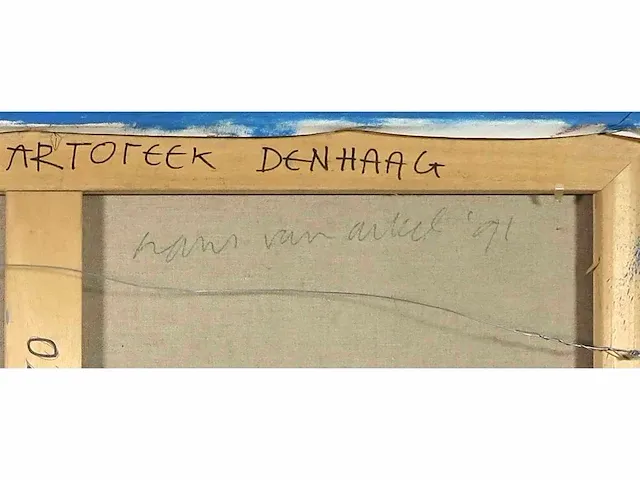 ARTOTEEK DENHAAG
hans van arkel '91